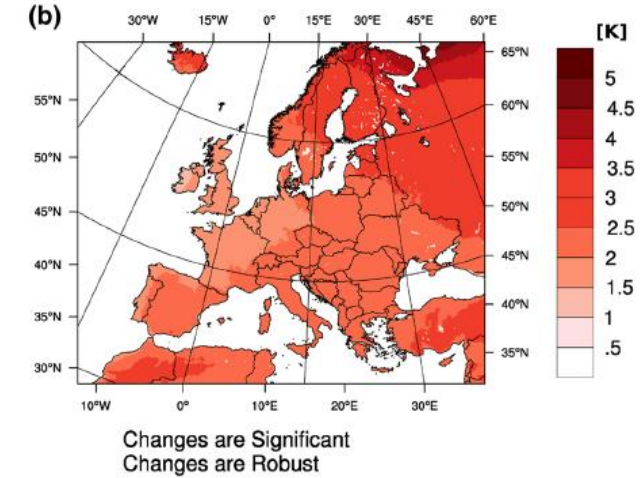 (b)
30°W 15°W 0° 15°E 30°E 45°E 60°E
[K]
65°N
60°N
55°N
50°N
45°N
40°N
35°N
55°N
50°N
45°N
40°N
35°N
30°N
5
4.5
4
3.5
3
2.5
2
1.5
1
.5
10°W 0° 10°E 20°E 30°E
Changes are Significant
Changes are Robust